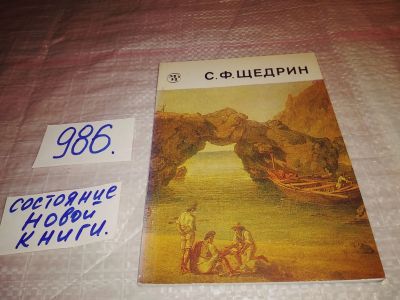 С.Ф.ЩЕДРИН
986.
СОСТОЯНИЕ
НОВОЙ
КНИГИ.